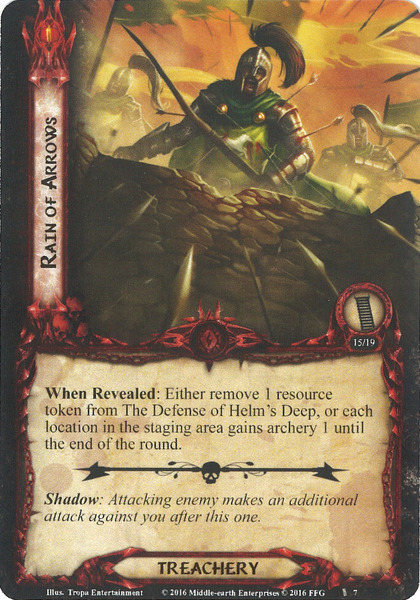 Rain of Arrows
15/19
When Revealed: Either remove 1 resource
token from The Defense of Helm's Deep, or each
location in the staging area gains archery 1 until
the end of the round.
Shadow: Attacking enemy makes an additional
attack against you after this one.
TREACHERY
Illus. Tropa Entertainment © 2016 Middle-earth Enterprises © 2016 FFG 7